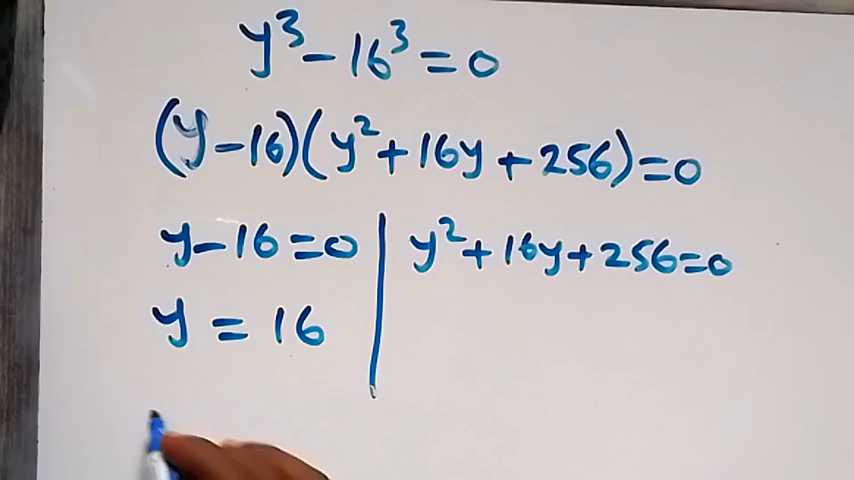 y³ - 16³ = 0
(y - 16)(y² + 16y + 256) = 0
y - 16 = 0 | y² + 16y + 256 = 0
y = 16